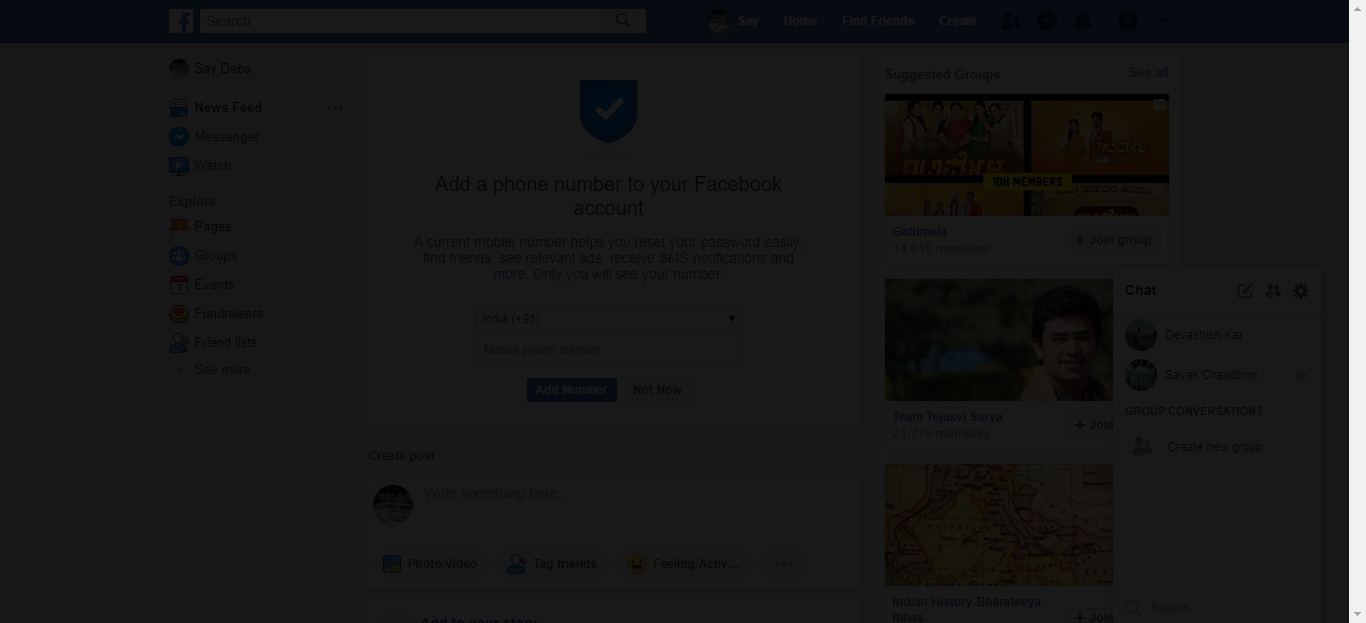 Search
Say
Home
Find Friends
Create
Say Deba
News Feed
Messenger
Watch
Explore
Pages
Groups
Events
Fundraisers
Friend lists
See more...
Add a phone number to your Facebook
account
A current mobile number helps you reset your password easily,
find friends, see relevant ads, receive SMS notifications and
more. Only you will see your number.
India (+91)
Mobile phone number
Add Number
Not Now
Create post
Write something here...
Photo/Video
Tag friends
Feeling/Activ...
Add to your story
Suggested Groups
See all
10K MEMBERS
Gattimela
14,910 members
+ Join group
Team Tejasvi Surya
21,779 members
+ Join
Indian History-Bharateeya
Itihas
+ Join
Chat
Devashish Kar
Sayak Chaudhuri
GROUP CONVERSATIONS
Create new group
Search